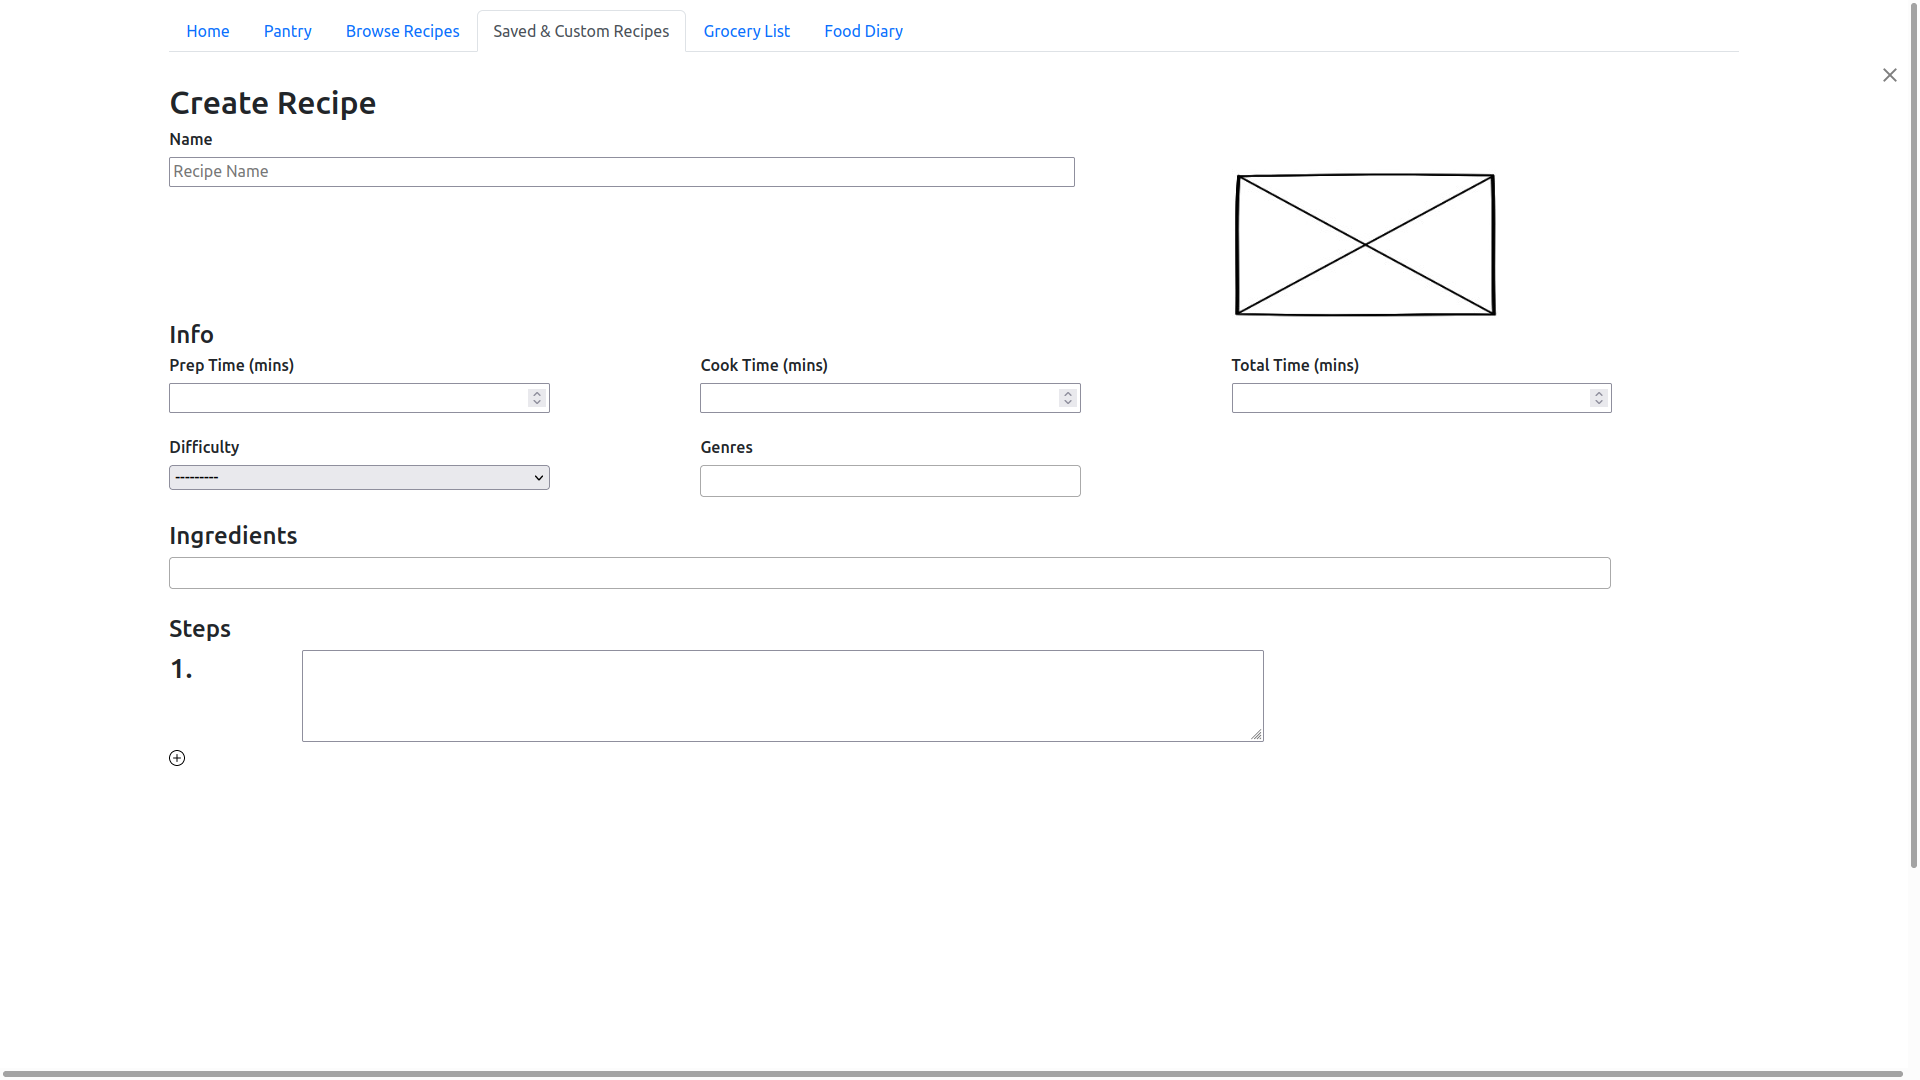 Home Pantry Browse Recipes Saved & Custom Recipes Grocery List Food Diary
Create Recipe
Name
Recipe Name
Info
Prep Time (mins) Cook Time (mins) Total Time (mins)
Difficulty Genres
---------
Ingredients
Steps
1.